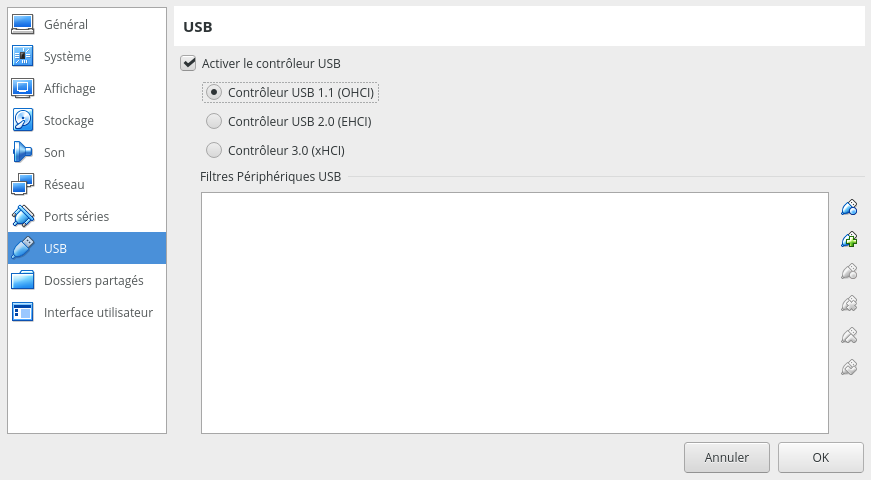 Général
Système
Affichage
Stockage
Son
Réseau
Ports séries
USB
Dossiers partagés
Interface utilisateur
USB
Activer le contrôleur USB
Contrôleur USB 1.1 (OHCI)
Contrôleur USB 2.0 (EHCI)
Contrôleur 3.0 (xHCI)
Filtres Périphériques USB
Annuler
OK